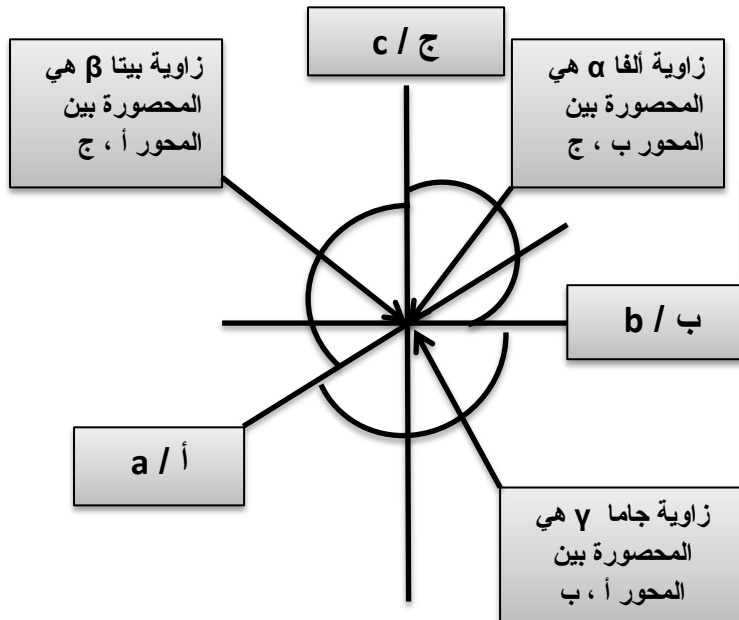 ج / c
زاوية ألفا α هي
المحصورة بين
المحور ب ، ج
زاوية بيتا β هي
المحصورة بين
المحور أ ، ج
ب / b
أ / a
زاوية جاما γ هي
المحصورة بين
المحور أ ، ب